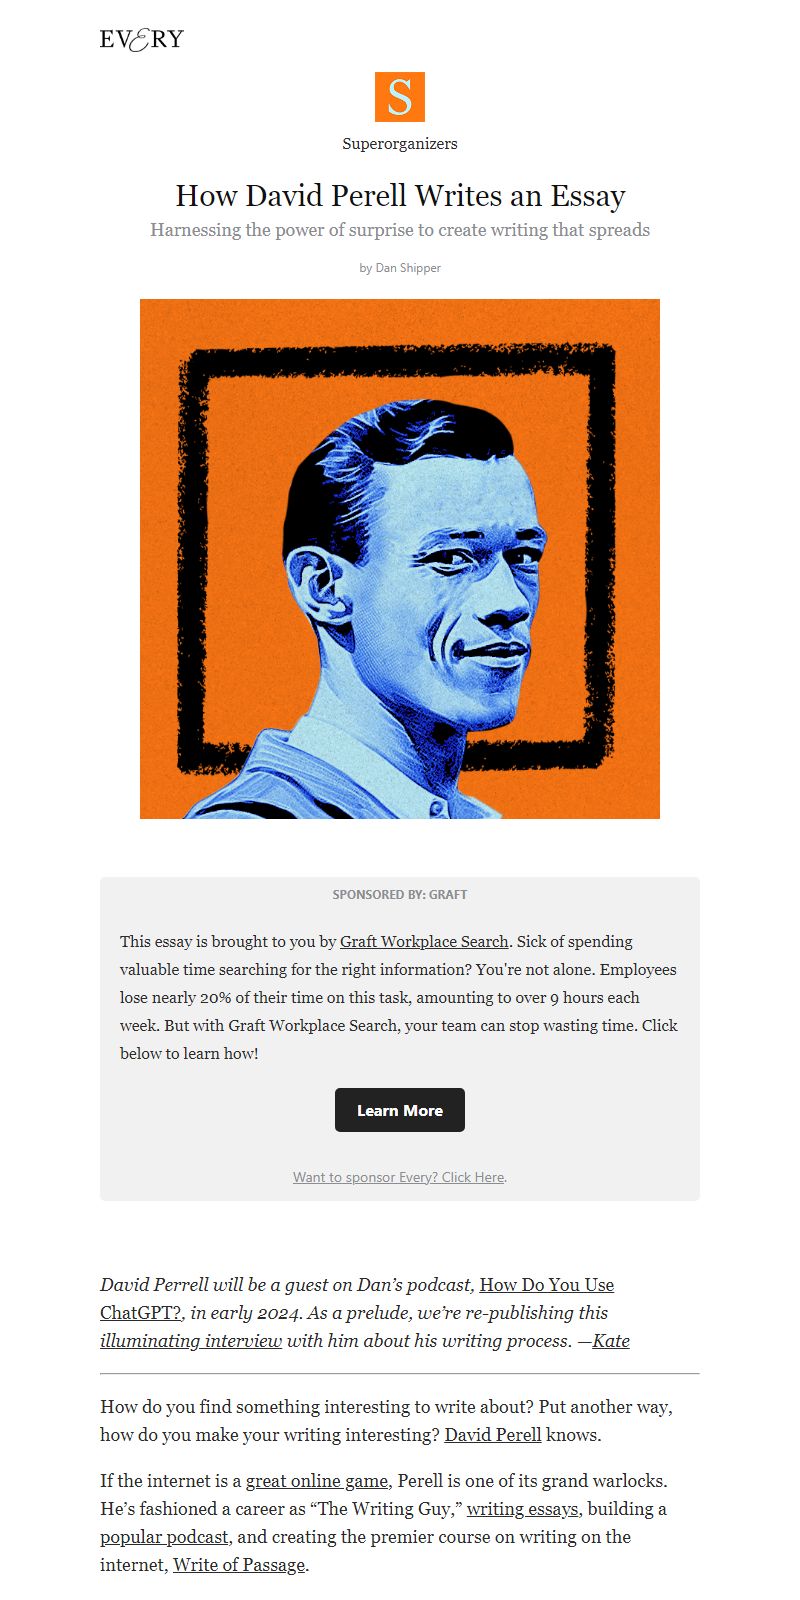 EVERY
S
Superorganizers
How David Perell Writes an Essay
Harnessing the power of surprise to create writing that spreads
by Dan Shipper
SPONSORED BY: GRAFT
This essay is brought to you by Graft Workplace Search. Sick of spending
valuable time searching for the right information? You're not alone. Employees
lose nearly 20% of their time on this task, amounting to over 9 hours each
week. But with Graft Workplace Search, your team can stop wasting time. Click
below to learn how!
Learn More
Want to sponsor Every? Click Here.
David Perrell will be a guest on Dan’s podcast, How Do You Use
ChatGPT?, in early 2024. As a prelude, we’re re-publishing this
illuminating interview with him about his writing process. —Kate
How do you find something interesting to write about? Put another way,
how do you make your writing interesting? David Perell knows.
If the internet is a great online game, Perell is one of its grand warlocks.
He’s fashioned a career as “The Writing Guy,” writing essays, building a
popular podcast, and creating the premier course on writing on the
internet, Write of Passage.